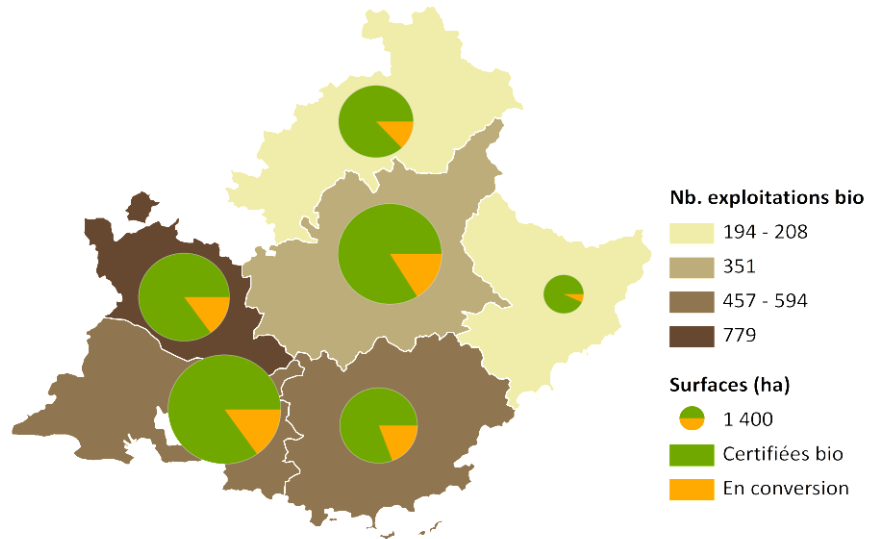 Nb. exploitations bio
194 - 208
351
457 - 594
779
Surfaces (ha)
1 400
Certifiées bio
En conversion